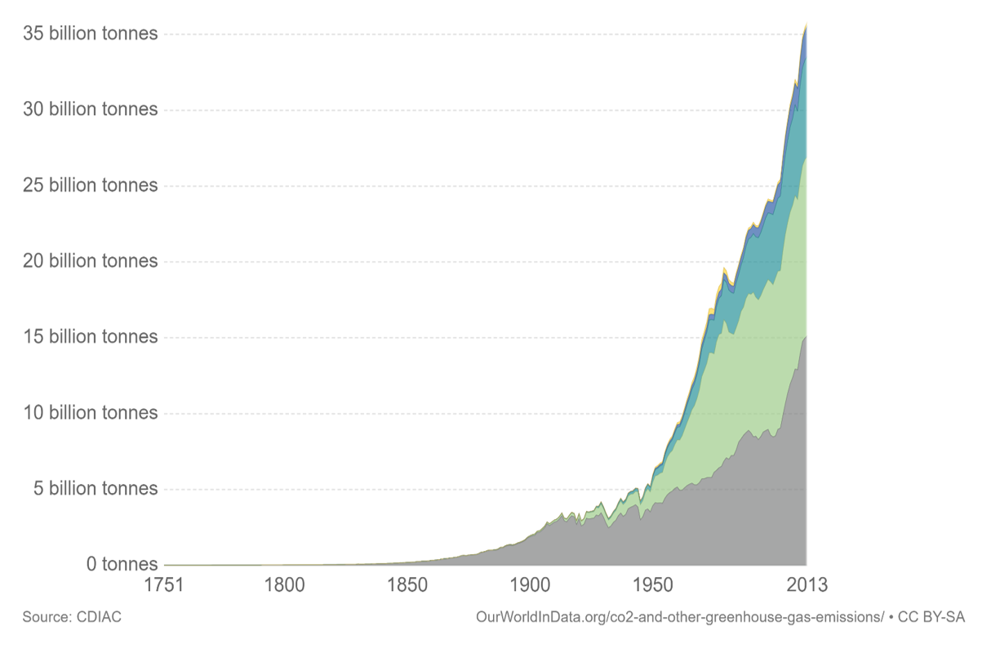 35 billion tonnes
30 billion tonnes
25 billion tonnes
20 billion tonnes
15 billion tonnes
10 billion tonnes
5 billion tonnes
0 tonnes
1751 1800 1850 1900 1950 2013
Source: CDIAC OurWorldInData.org/co2-and-other-greenhouse-gas-emissions/ • CC BY-SA